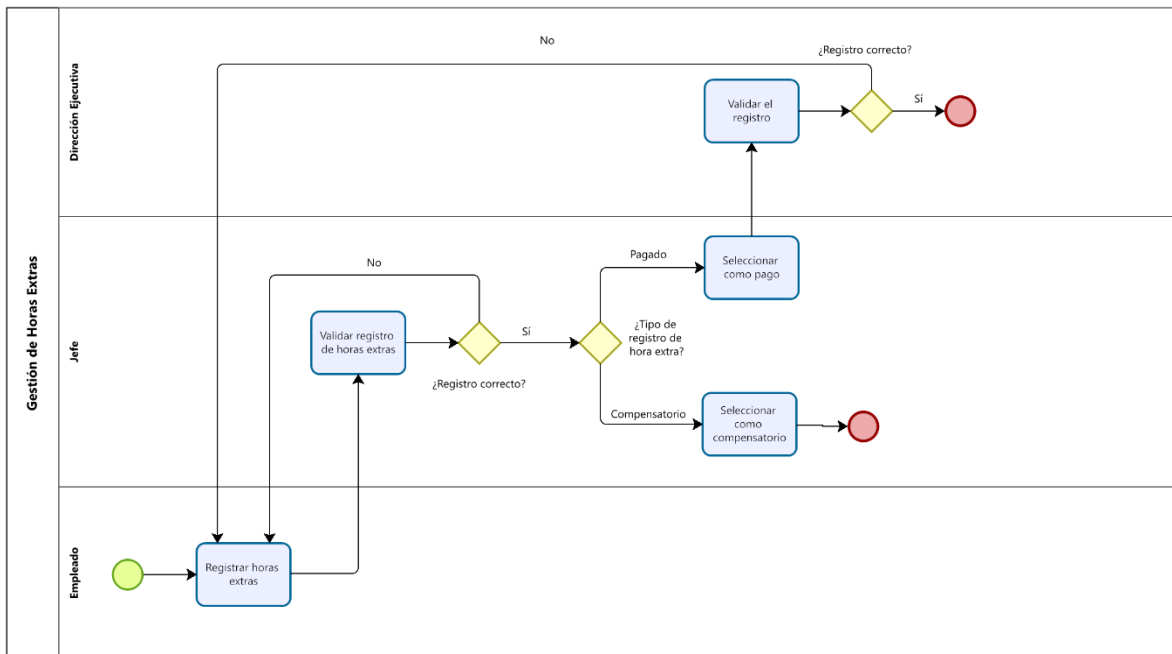 Gestión de Horas Extras
Dirección Ejecutiva
No
¿Registro correcto?
Validar el
registro
Sí
Jefe
No
Validar registro
de horas extras
¿Registro correcto?
Sí
¿Tipo de
registro de
hora extra?
Pagado
Seleccionar
como pago
Compensatorio
Seleccionar
como
compensatorio
Empleado
Registrar horas
extras